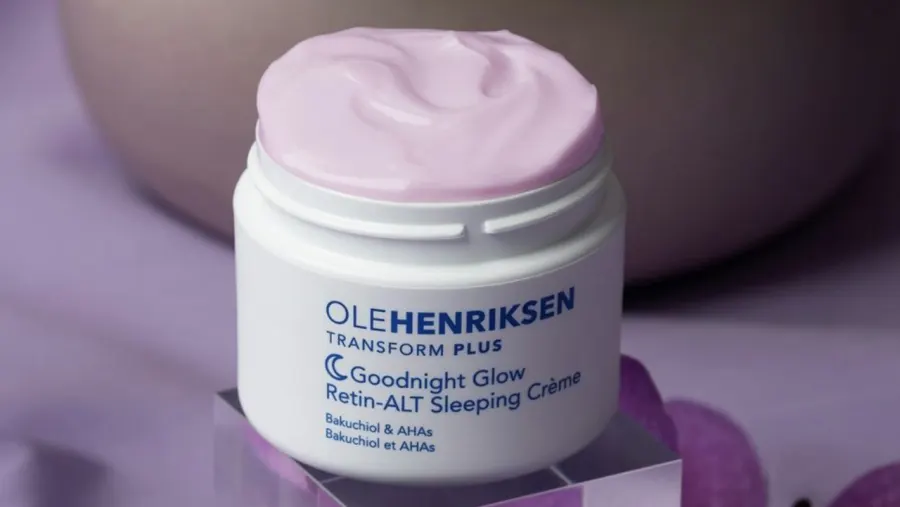 OLEHENRIKSEN
TRANSFORM PLUS
Goodnight Glow
Retin-ALT Sleeping Crème
Bakuchiol & AHAs
Bakuchiol et AHAs